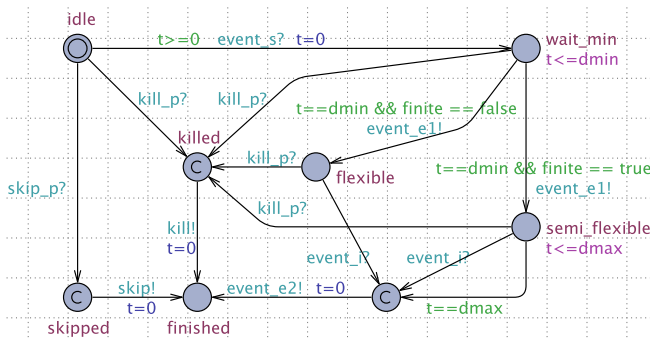 idle
t>=0 event_s? t=0
wait_min
t<=dmin
kill_p?
kill_p?
t==dmin && finite == false
event_e1!
killed
C
kill_p?
flexible
t==dmin && finite == true
event_e1!
skip_p?
kill_p?
kill!
t=0
semi_flexible
t<=dmax
event_i?
event_i?
C
skip!
t=0
event_e2! t=0
C
t==dmax
skipped
finished